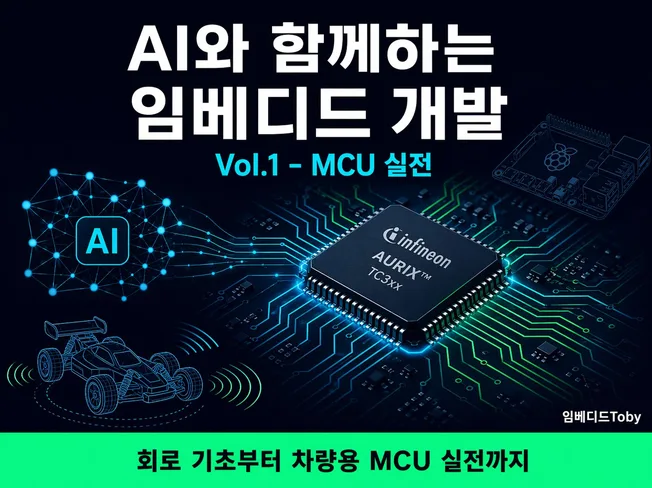 AI와 함께하는
임베디드 개발
Vol.1 - MCU 실전
AI
infineon
AURIX™
TC3xx
임베디드Toby
회로 기초부터 차량용 MCU 실전까지